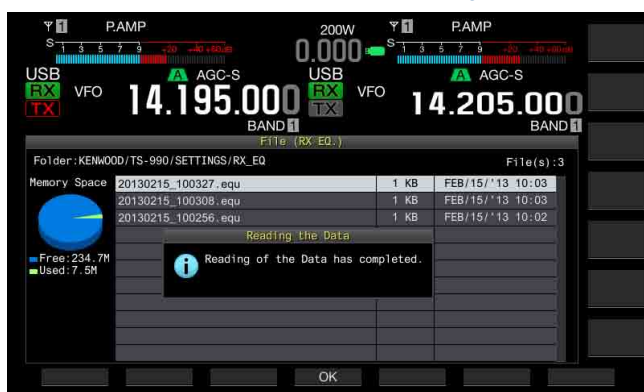 1 P.AMP 200W 1 P.AMP
S 1 3 5 7 9 +20 +40 +60dB 0.000 S 1 3 5 7 9 +20 +40 +60dB
USB A AGC-S USB A AGC-S
RX VFO 14.195.000 RX VFO 14.205.000
TX TX
BAND 1 BAND 1
File (RX EQ.)
Folder:KENWOOD/TS-990/SETTINGS/RX_EQ File(s):3
Memory Space 20130215_100327.equ 1 KB FEB/15/'13 10:03
20130215_100308.equ 1 KB FEB/15/'13 10:03
20130215_100256.equ 1 KB FEB/15/'13 10:02
Reading the Data
Free:234.7M Reading of the Data has completed.
Used:7.5M
OK